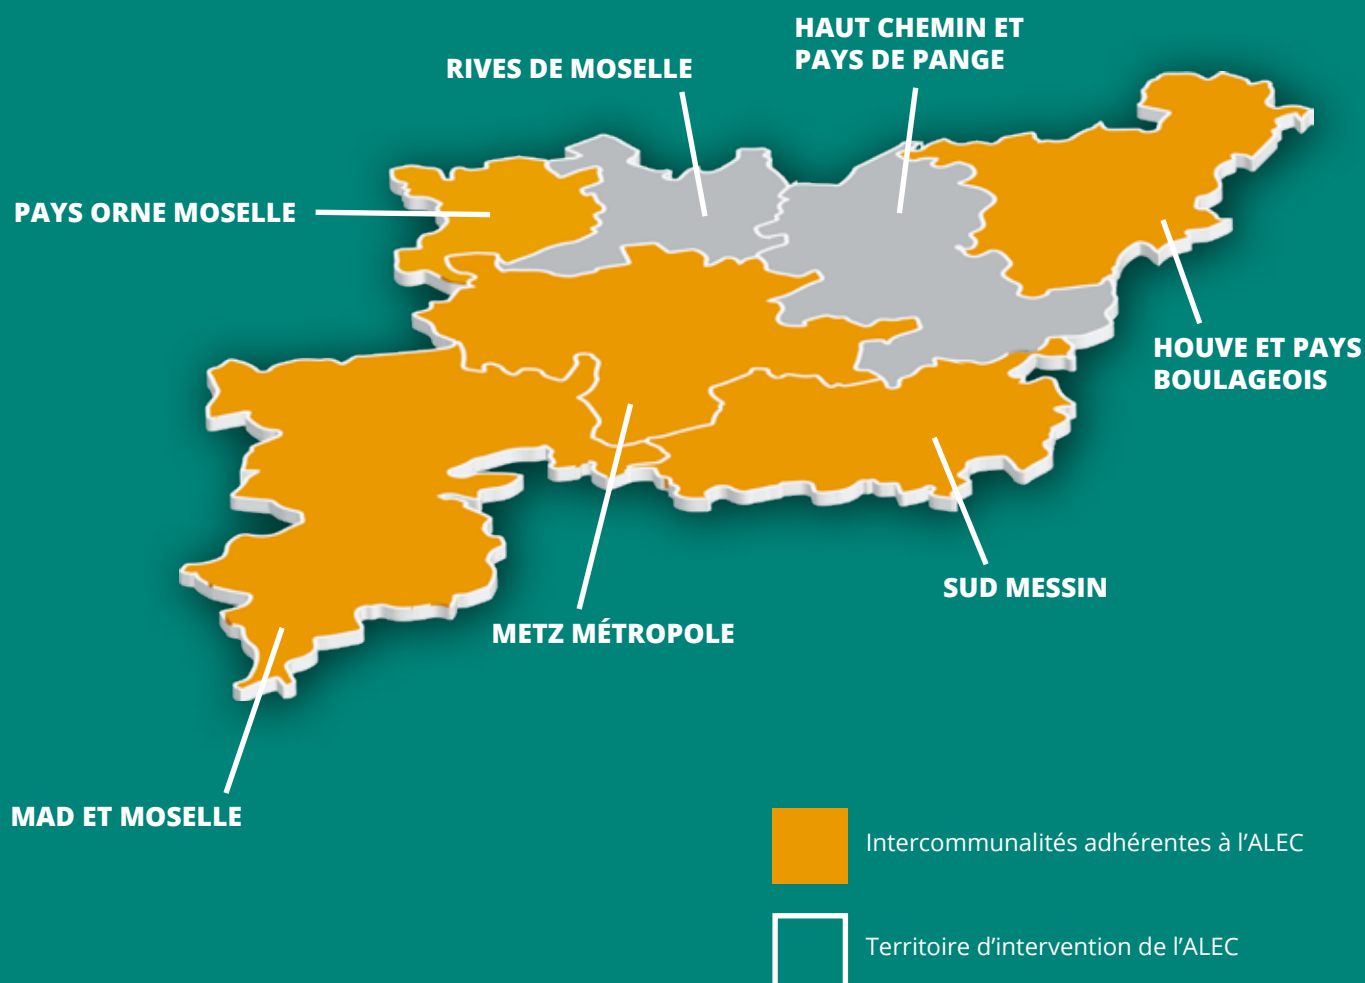 HAUT CHEMIN ET
PAYS DE PANGE
RIVES DE MOSELLE
PAYS ORNE MOSELLE
HOUVE ET PAYS
BOULAGEOIS
SUD MESSIN
METZ MÉTROPOLE
MAD ET MOSELLE
Intercommunalités adhérentes à l'ALEC
Territoire d'intervention de l'ALEC